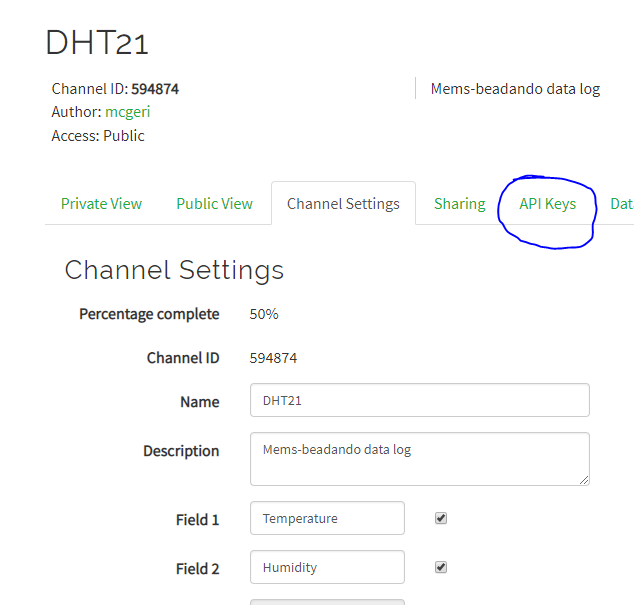 DHT21
Channel ID: 594874
Mems-beadando data log
Author: mcgeri
Access: Public
Private View Public View Channel Settings Sharing API Keys Dat
Channel Settings
Percentage complete 50%
Channel ID 594874
Name DHT21
Description Mems-beadando data log
Field 1 Temperature
Field 2 Humidity